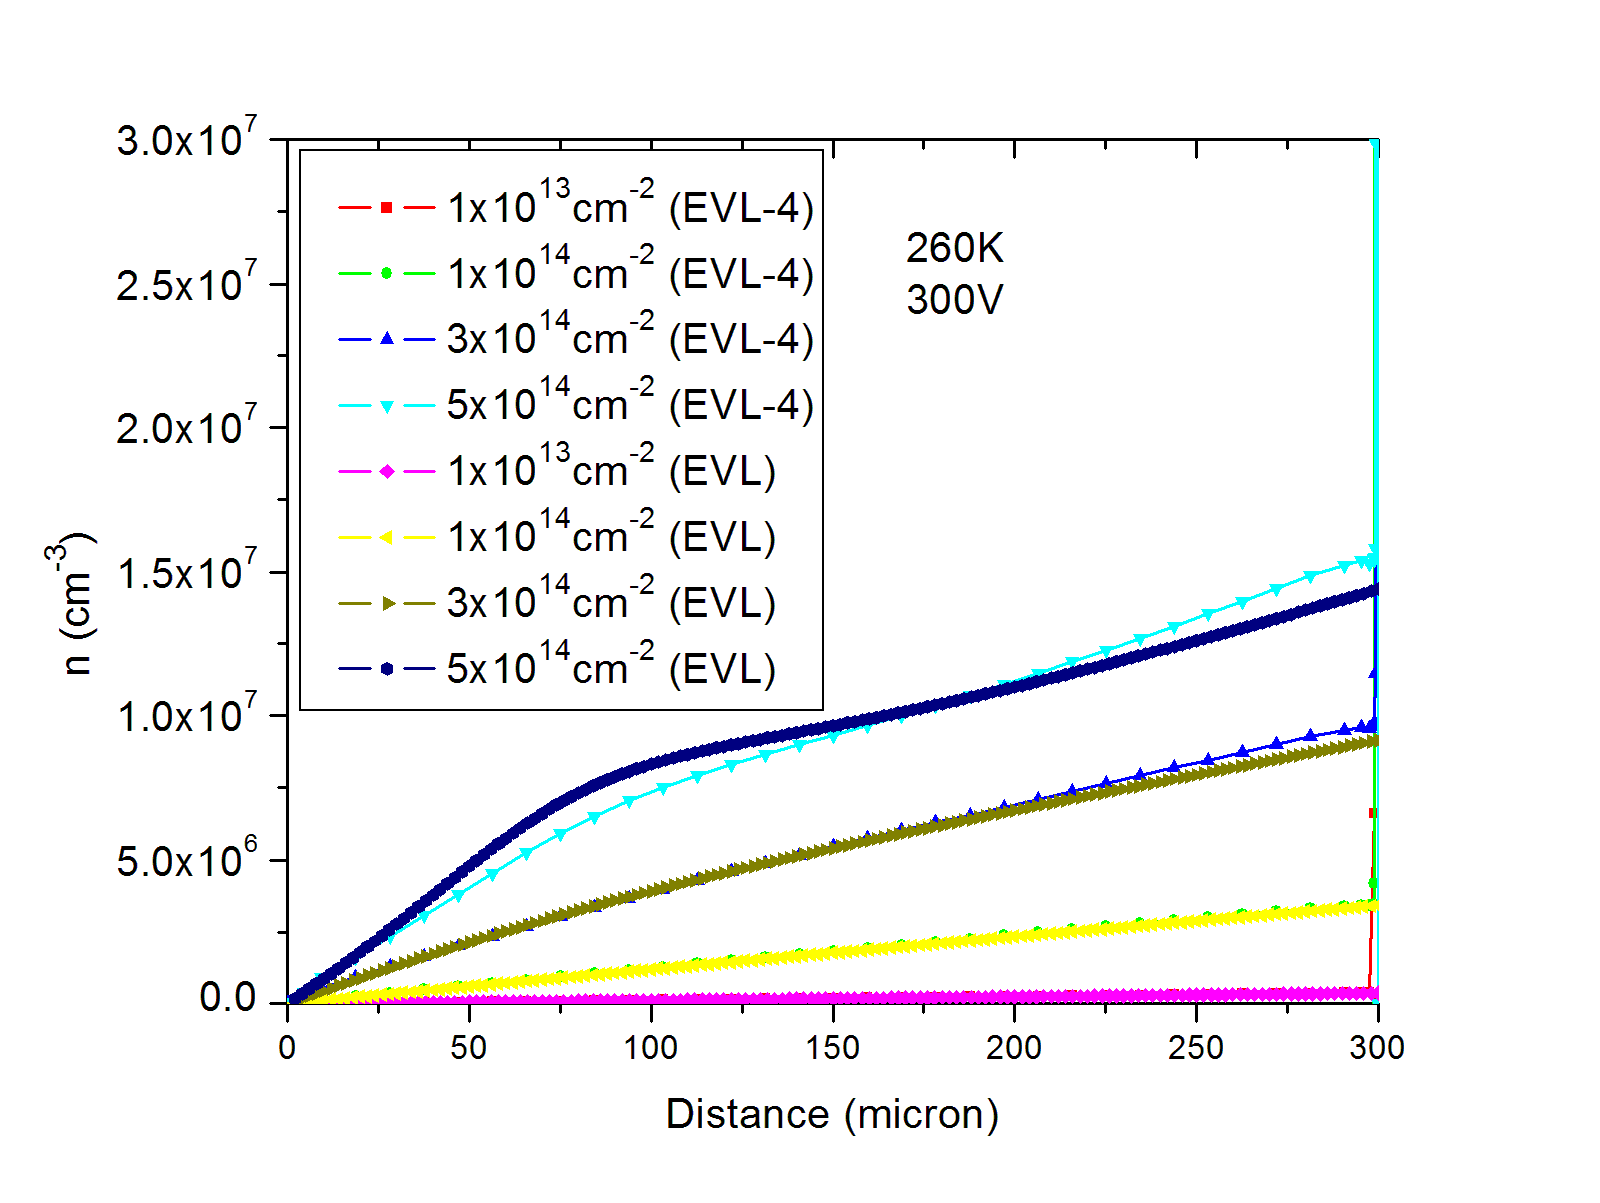 3.0x10^7
2.5x10^7
2.0x10^7
1.5x10^7
1.0x10^7
5.0x10^6
0.0
n (cm^-3)
1x10^13cm^-2 (EVL-4)
1x10^14cm^-2 (EVL-4)
3x10^14cm^-2 (EVL-4)
5x10^14cm^-2 (EVL-4)
1x10^13cm^-2 (EVL)
1x10^14cm^-2 (EVL)
3x10^14cm^-2 (EVL)
5x10^14cm^-2 (EVL)
260K
300V
0 50 100 150 200 250 300
Distance (micron)